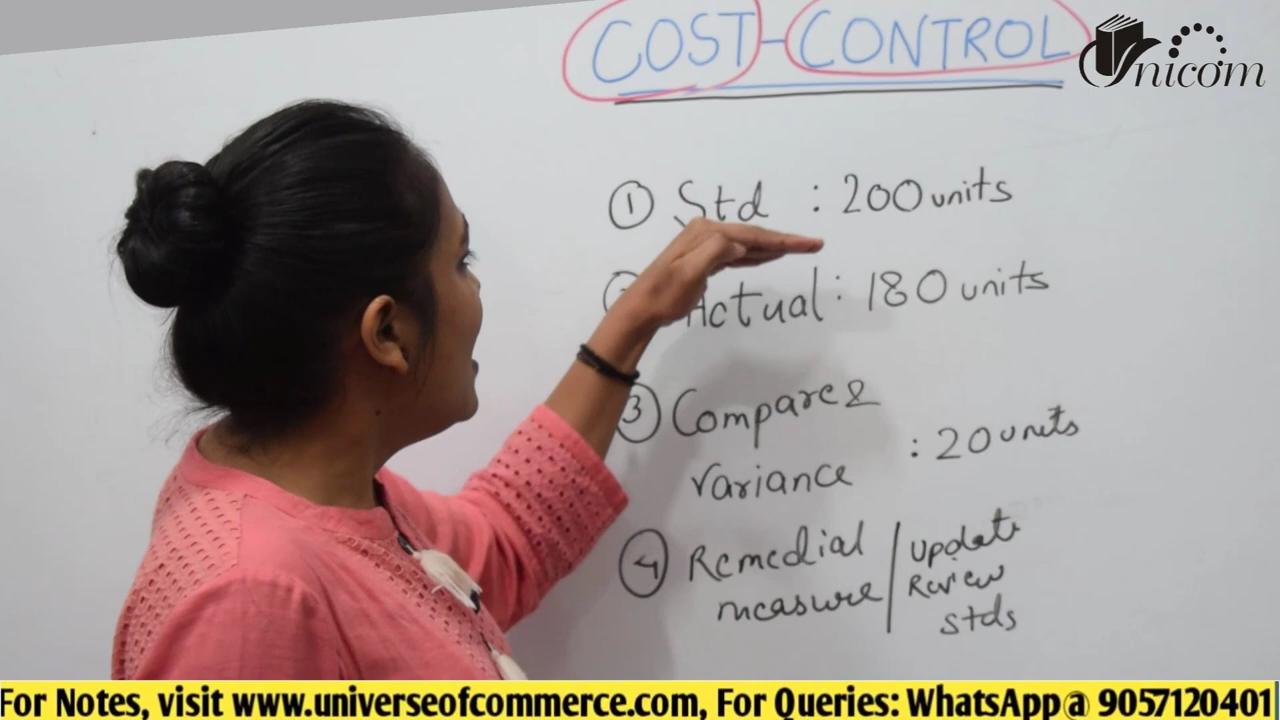 COST-CONTROL
Unicom
① Std : 200 units
Actual : 180 units
③ Compare &
variance : 20 units
④ Remedial / Update
measure Review
stds
For Notes, visit www.universeofcommerce.com, For Queries: WhatsApp@ 9057120401